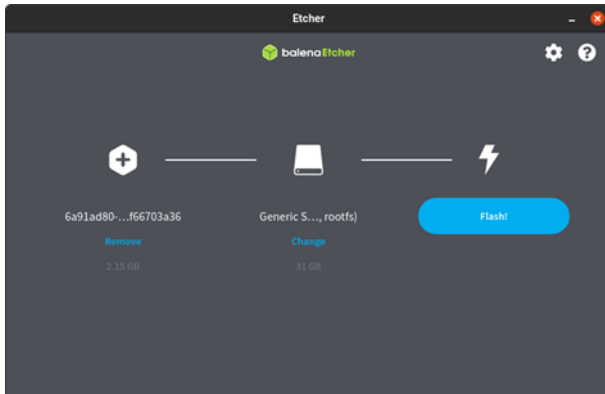 Etcher
balenaEtcher
6a91ad80-...f66703a36
Remove
2.15 GB
Generic S..., rootfs)
Change
31 GB
Flash!